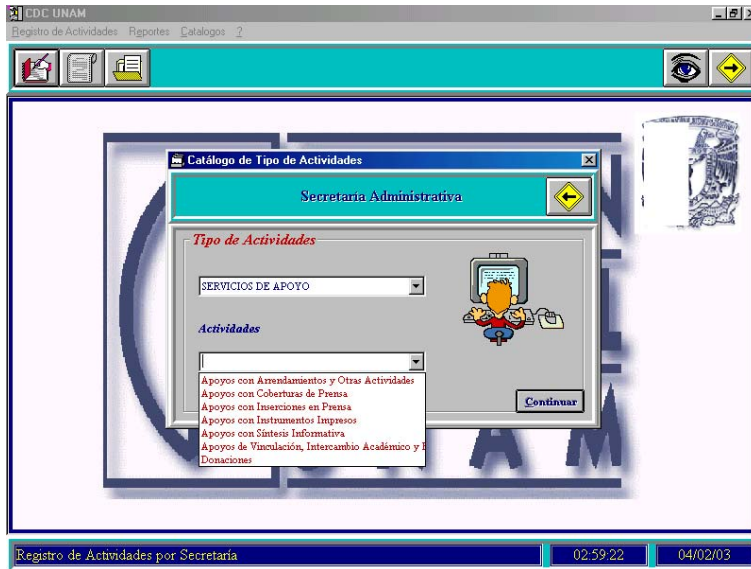 CDC UNAM
Registro de Actividades Reportes Catalogos ?
Catálogo de Tipo de Actividades
Secretaría Administrativa
Tipo de Actividades
SERVICIOS DE APOYO
Actividades
Apoyos con Arrendamientos y Otras Actividades
Apoyos con Coberturas de Prensa
Apoyos con Inserciones en Prensa
Apoyos con Instrumentos Impresos
Apoyos con Síntesis Informativa
Apoyos de Vinculación, Intercambio Académico y
Donaciones
Continuar
Registro de Actividades por Secretaría
02:59:22
04/02/03